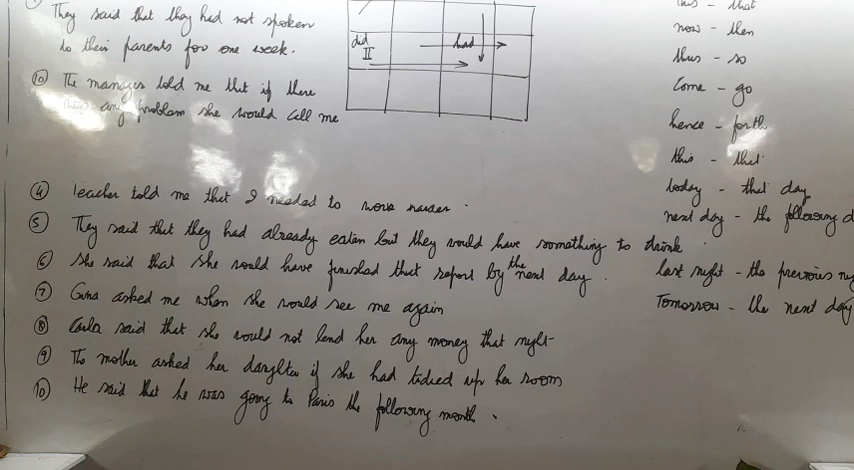 They said that they had not spoken
to their parents for one week.
⑩ The manager told me that if there
was any problem she would call me
did
II
had
④ Teacher told me that I needed to work harder.
⑤ They said that they had already eaten but they would have something to drink.
⑥ She said that she would have finished that report by the next day.
⑦ Gina asked me when she would see me again
⑧ Carla said that she would not lend her any money that night
⑨ The mother asked her daughter if she had tidied up her room
⑩ He said that he was going to Paris the following month.
this - that
now - then
thus - so
Come - go
hence - forth
this - that
today - that day
next day - the following d
last night - the previous nig
Tomorrow - the next day